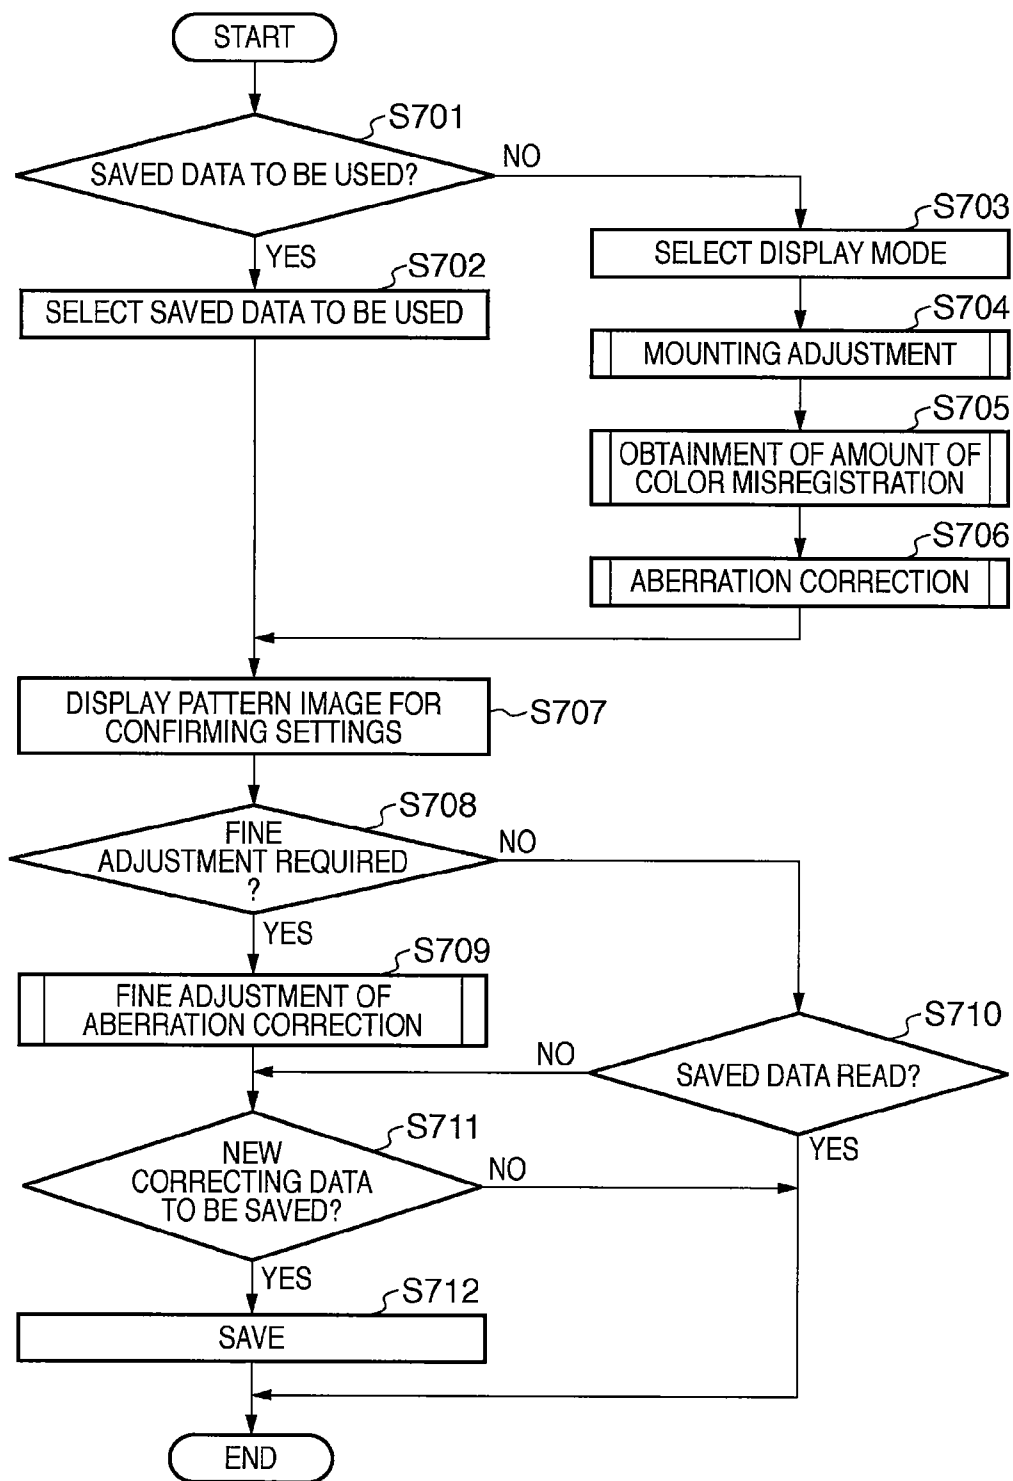 START
S701
SAVED DATA TO BE USED?
NO
YES
S702
SELECT SAVED DATA TO BE USED
S703
SELECT DISPLAY MODE
S704
MOUNTING ADJUSTMENT
S705
OBTAINMENT OF AMOUNT OF
COLOR MISREGISTRATION
S706
ABERRATION CORRECTION
DISPLAY PATTERN IMAGE FOR
CONFIRMING SETTINGS
S707
S708
FINE
ADJUSTMENT REQUIRED
?
NO
YES
S709
FINE ADJUSTMENT OF
ABERRATION CORRECTION
S710
SAVED DATA READ?
NO
YES
S711
NEW
CORRECTING DATA
TO BE SAVED?
NO
YES
S712
SAVE
END